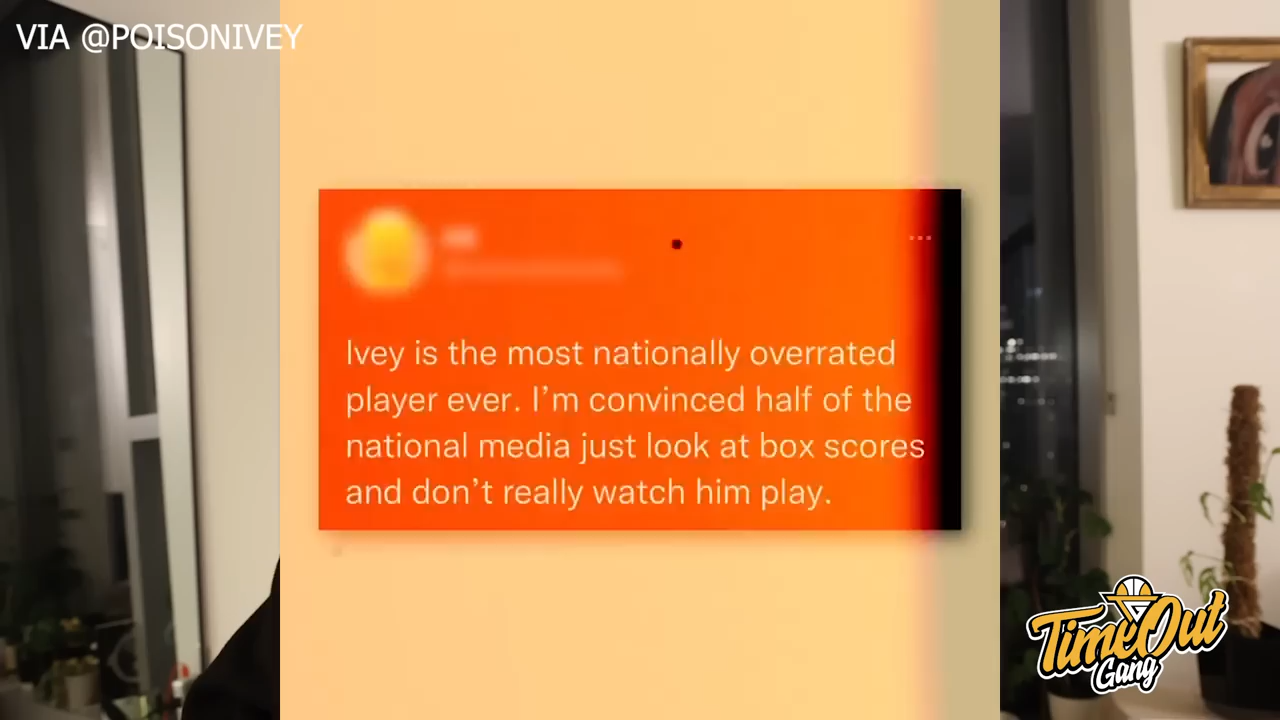 VIA @POISONIVEY
Ivey is the most nationally overrated
player ever. I’m convinced half of the
national media just look at box scores
and don’t really watch him play.
TimeOut
Gang